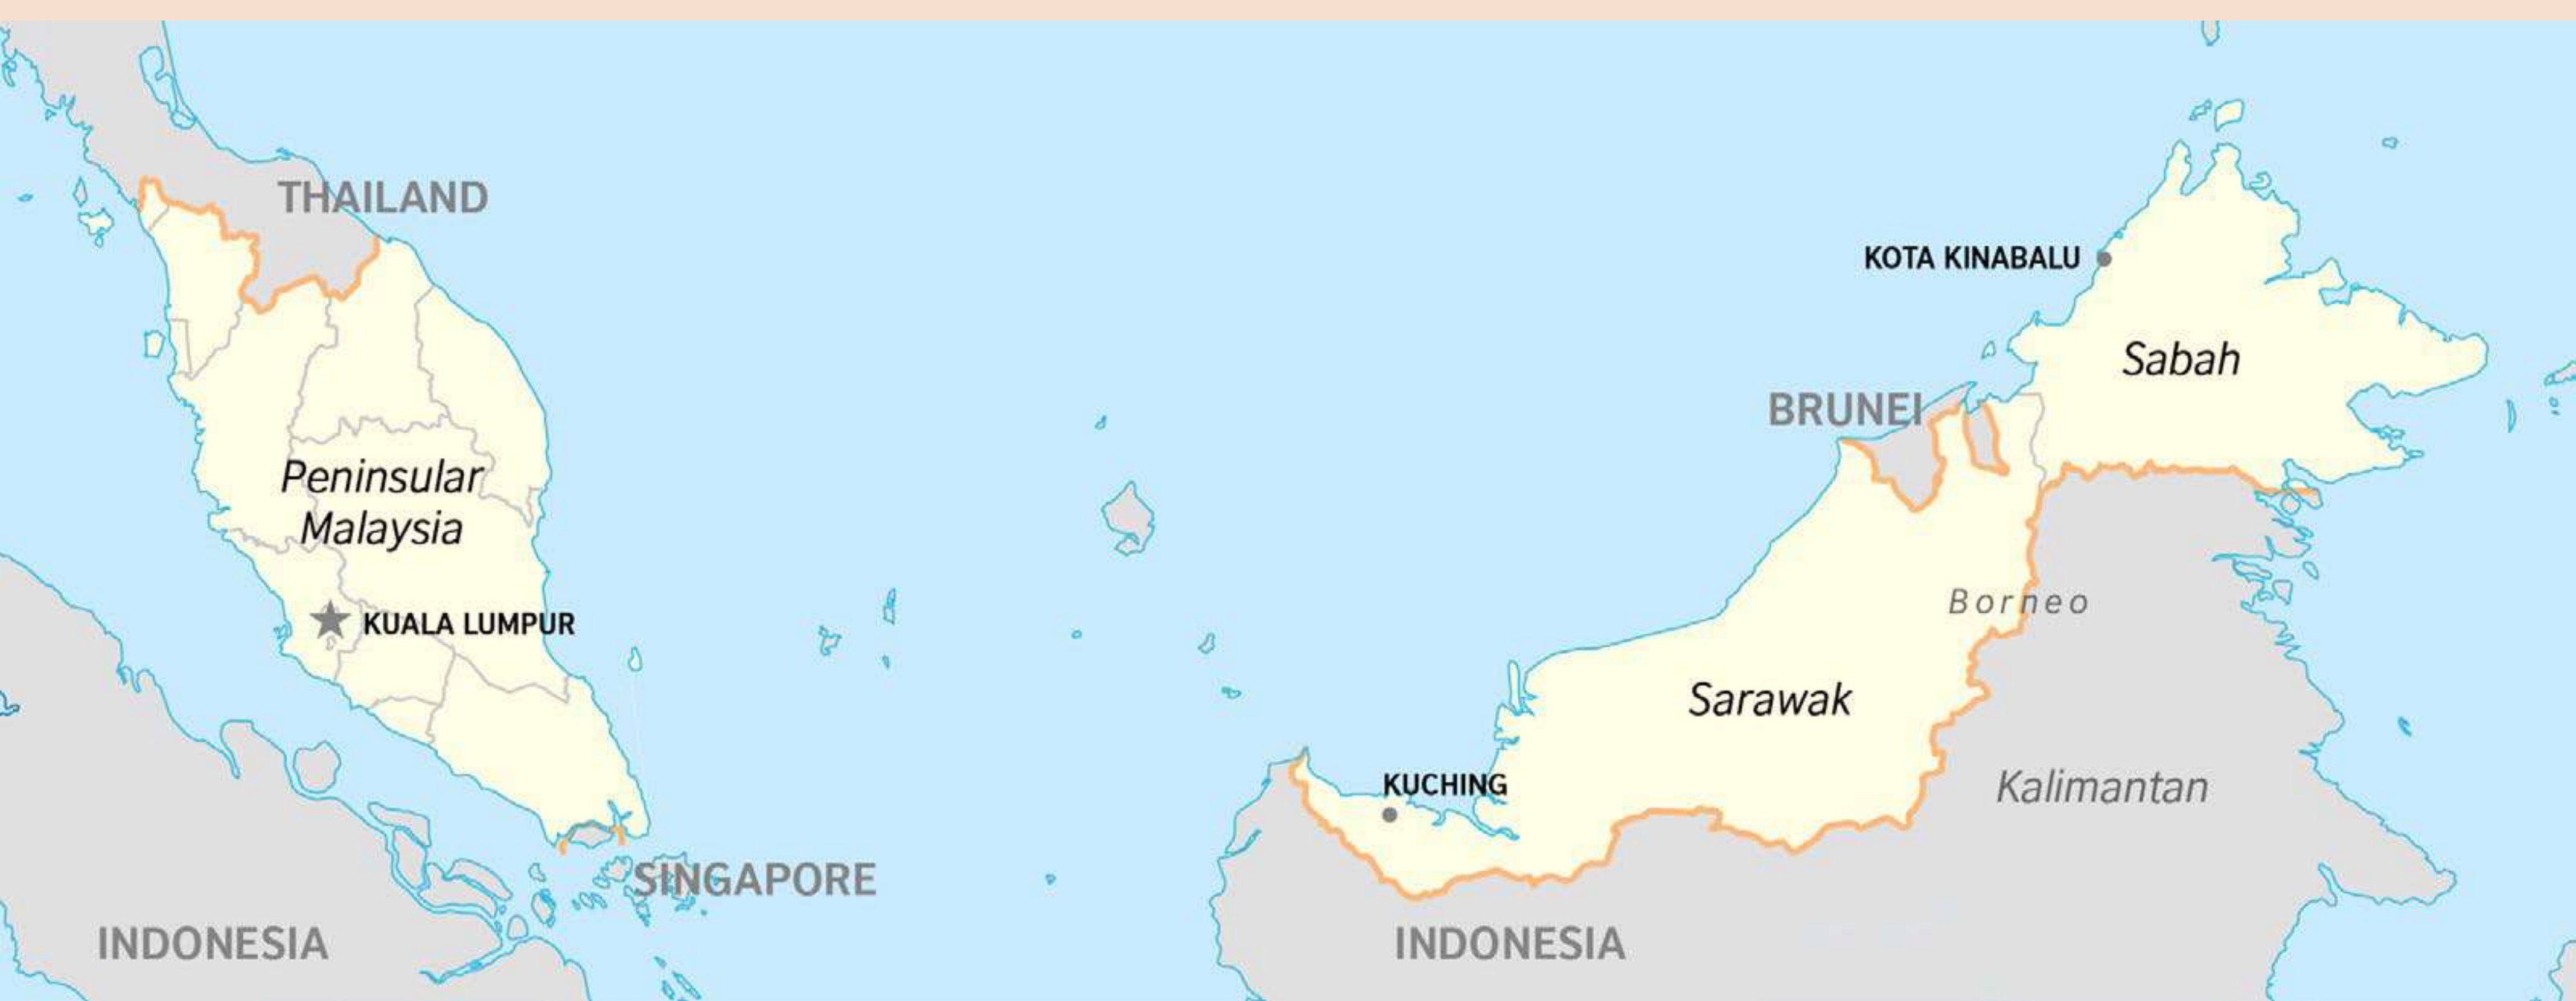 THAILAND
KOTA KINABALU
Sabah
BRUNEI
Peninsular
Malaysia
Borneo
KUALA LUMPUR
Sarawak
KUCHING
Kalimantan
SINGAPORE
INDONESIA
INDONESIA